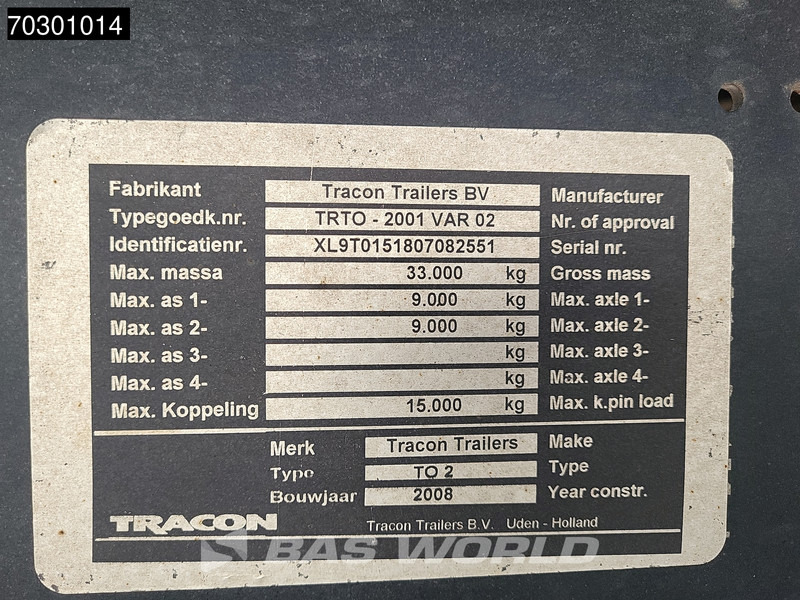 70301014
Fabrikant Tracon Trailers BV Manufacturer
Typegoedk.nr. TRTO - 2001 VAR 02 Nr. of approval
Identificatienr. XL9T0151807082551 Serial nr.
Max. massa 33.000 kg Gross mass
Max. as 1- 9.000 kg Max. axle 1-
Max. as 2- 9.000 kg Max. axle 2-
Max. as 3- kg Max. axle 3-
Max. as 4- kg Max. axle 4-
Max. Koppeling 15.000 kg Max. k.pin load
Merk Tracon Trailers Make
Type TO 2 Type
Bouwjaar 2008 Year constr.
TRACON Tracon Trailers B.V. Uden - Holland
BAS WORLD